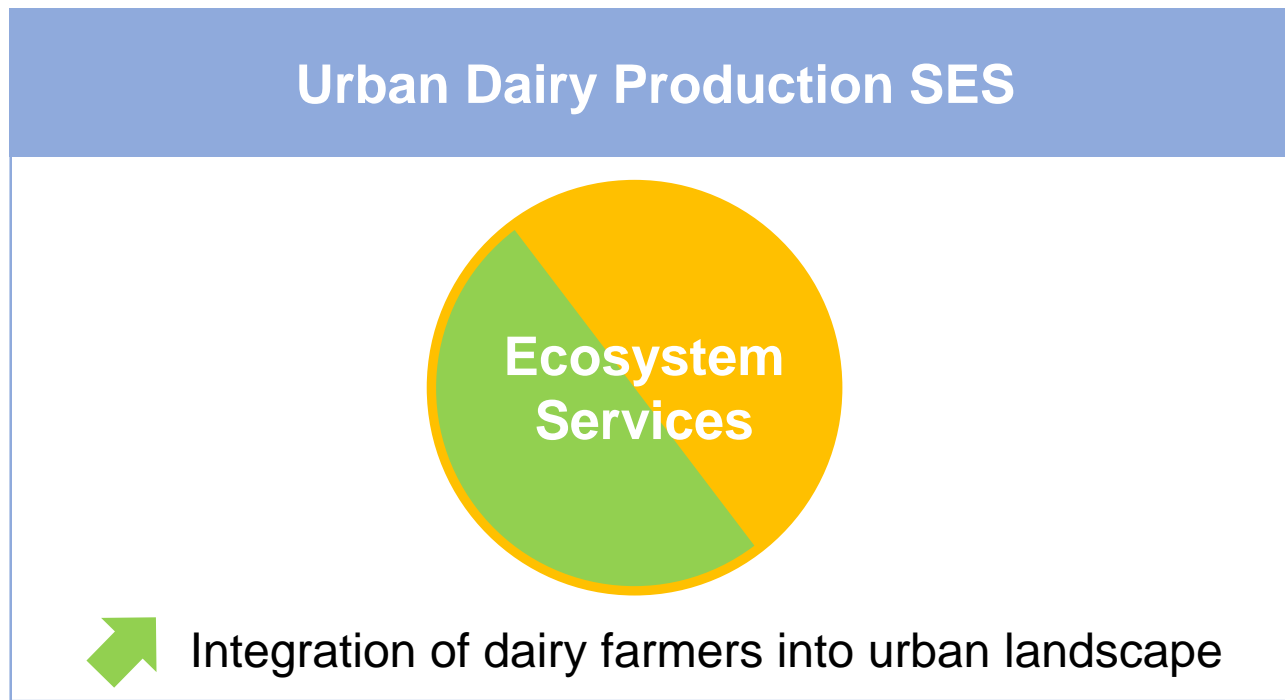 Urban Dairy Production SES
Ecosystem
Services
Integration of dairy farmers into urban landscape